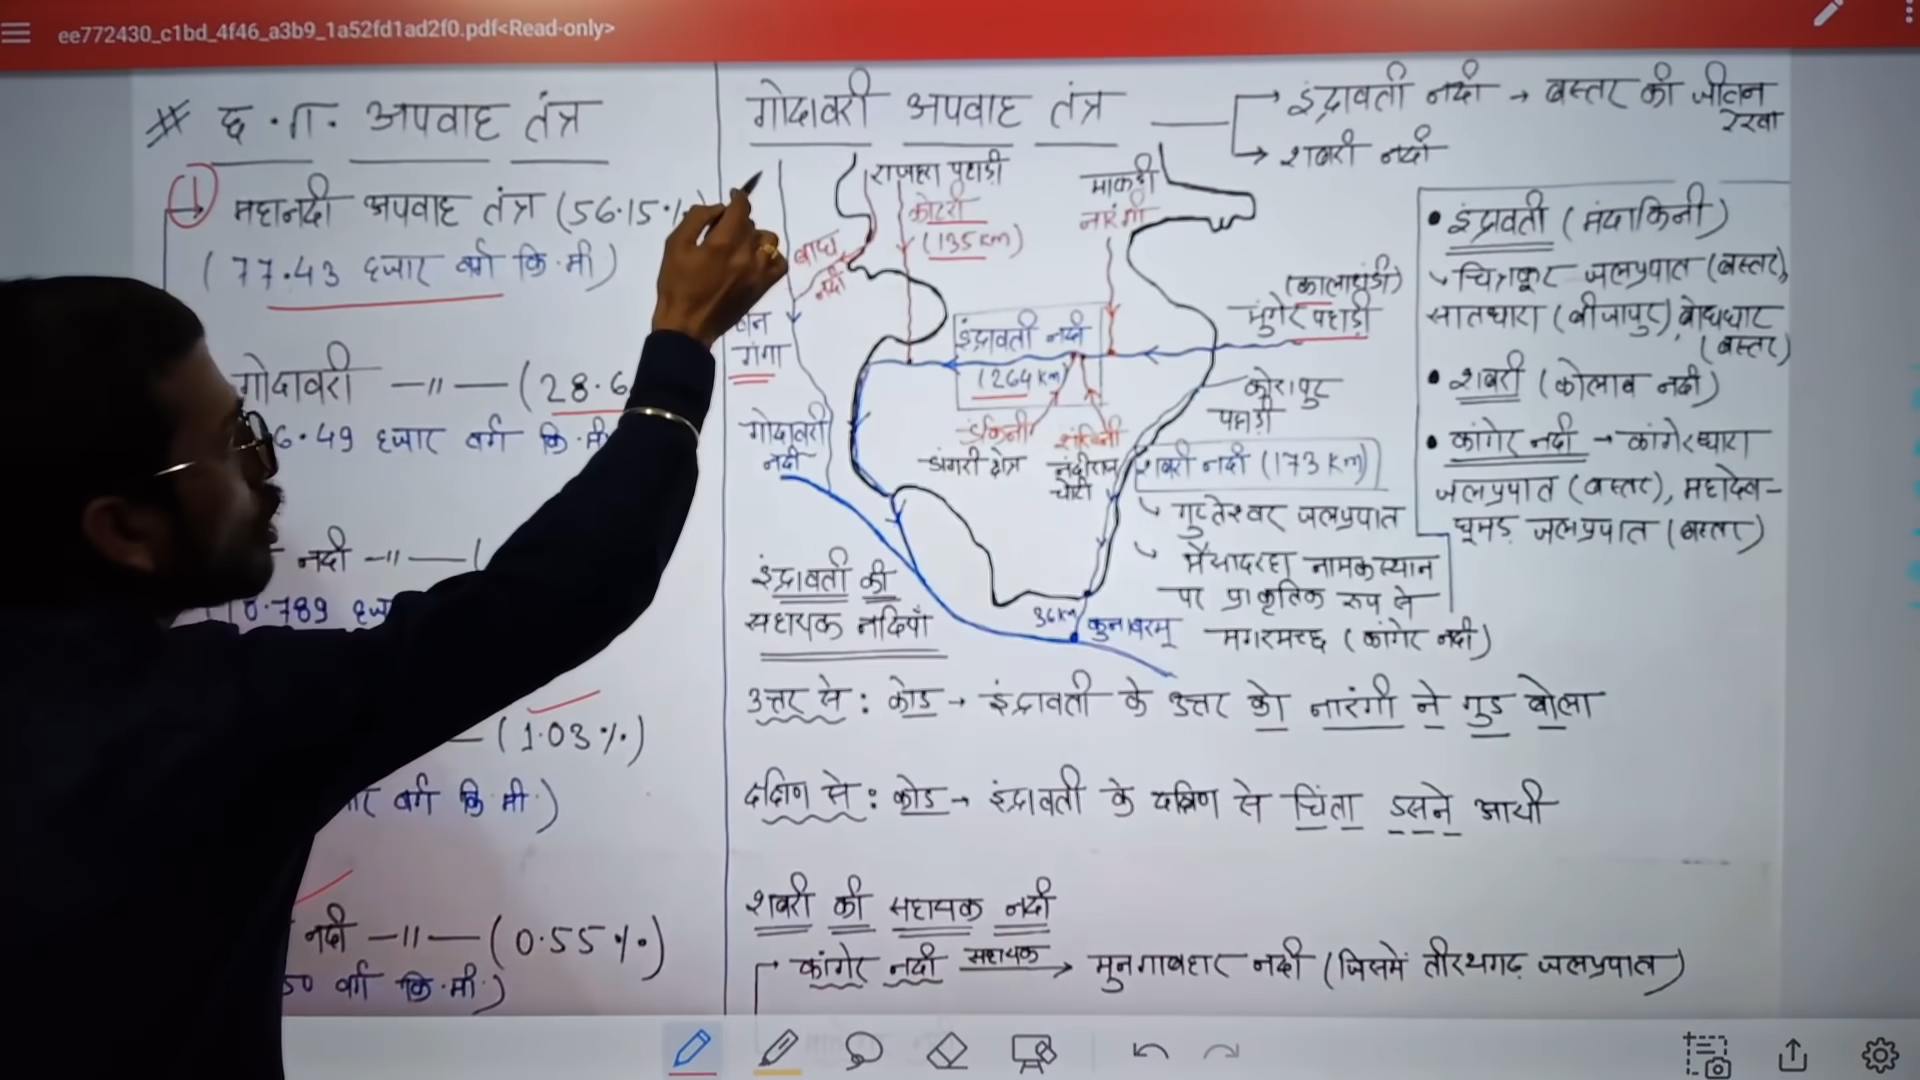 ee772430_c1bd_4f46_a3b9_1a52fd1ad2f0.pdf<Read-only>
# छ.ग. अपवाह तंत्र
1 महानदी अपवाह तंत्र (56.15%
(77.43 हजार वर्ग कि.मी)
गोदावरी —〃— (28.6
6.49 हजार वर्ग कि.मी
नदी —〃— (
0.789
— (1.03%)
वर्ग कि.मी.)
नदी —〃— (0.55%)
50 वर्ग कि.मी.)
गोदावरी अपवाह तंत्र
→ इंद्रावती नदी → बस्तर की जीवन रेखा
→ शबरी नदी
राजहरा पहाड़ी
कोटरी
(135 km)
माकड़ी
नारंगी
बाघ नदी
गंगा
गोदावरी नदी
इंद्रावती नदी
(264 km)
डंकिनी
डांगरी क्षेत्र
शंखिनी
नंदीराज चोटी
(कालाहांडी)
मुंगेर पहाड़ी
कोरापुट पहाड़ी
शबरी नदी (173 km)
↳ गुप्तेश्वर जलप्रपात
↳ भैंसादरहा नामक स्थान
पर प्राकृतिक रूप से
मगरमच्छ (कांगेर नदी)
36 km
कुनावरम्
• इंद्रावती (मंदाकिनी)
↳ चित्रकूट जलप्रपात (बस्तर),
सातधारा (बीजापुर), बोधघाट
(बस्तर)
• शबरी (कोलाब नदी)
• कांगेर नदी → कांगेरधारा
जलप्रपात (बस्तर), महादेव-
घूमड़ जलप्रपात (बस्तर)
इंद्रावती की
सहायक नदियाँ
उत्तर से : कोड → इंद्रावती के उत्तर को नारंगी ने गुड बोला
दक्षिण से : कोड → इंद्रावती के दक्षिण से चिंता डसने आयी
शबरी की सहायक नदी
कांगेर नदी सहायक → मुनगाबहार नदी (जिसमें तीरथगढ़ जलप्रपात)